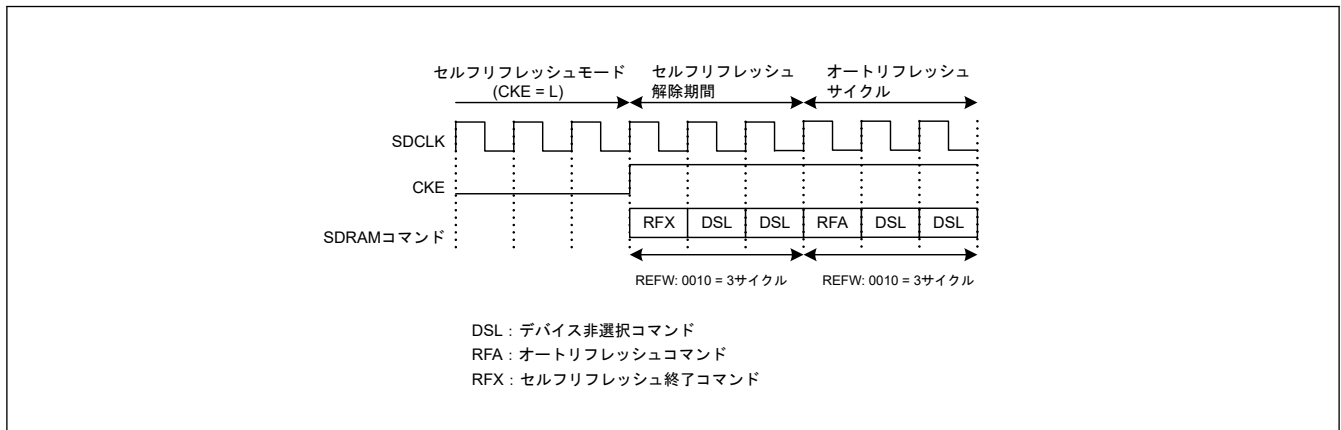 セルフリフレッシュモード
(CKE = L)
セルフリフレッシュ
解除期間
オートリフレッシュ
サイクル
SDCLK
CKE
SDRAMコマンド
RFX
DSL
DSL
RFA
DSL
DSL
REFW: 0010 = 3サイクル
REFW: 0010 = 3サイクル
DSL：デバイス非選択コマンド
RFA：オートリフレッシュコマンド
RFX：セルフリフレッシュ終了コマンド